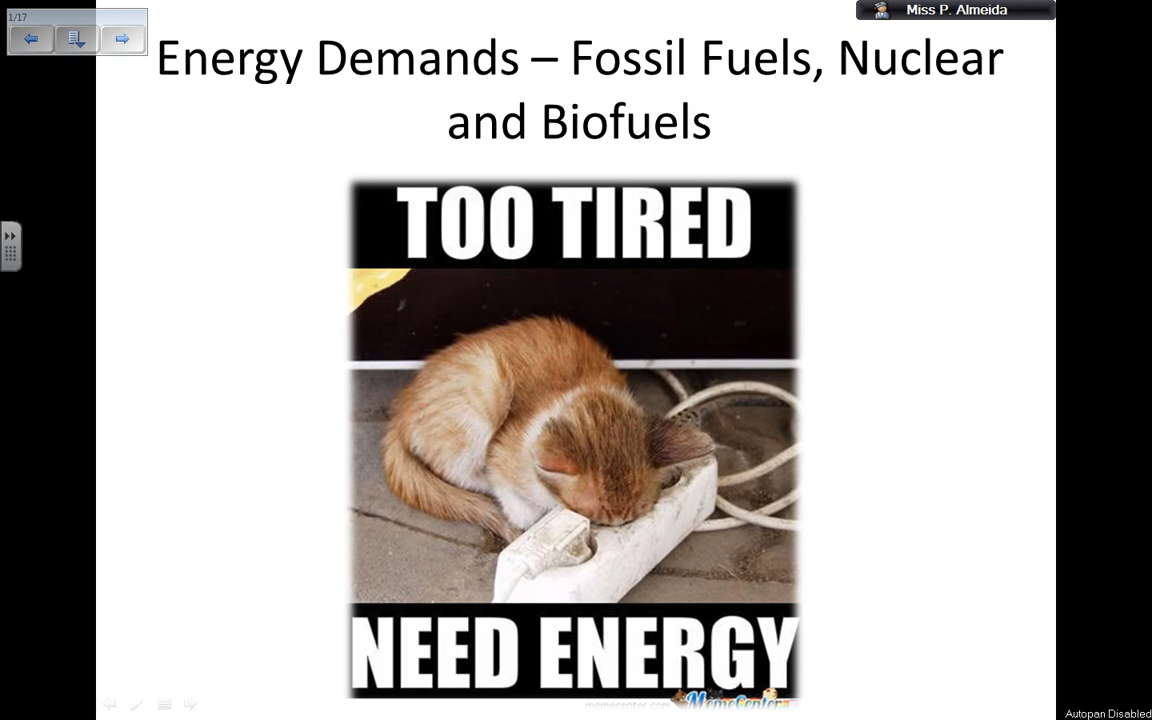 1/17
Miss P. Almeida
Energy Demands – Fossil Fuels, Nuclear
and Biofuels
TOO TIRED
NEED ENERGY
memecenter.com MemeCenter
Autopan Disabled